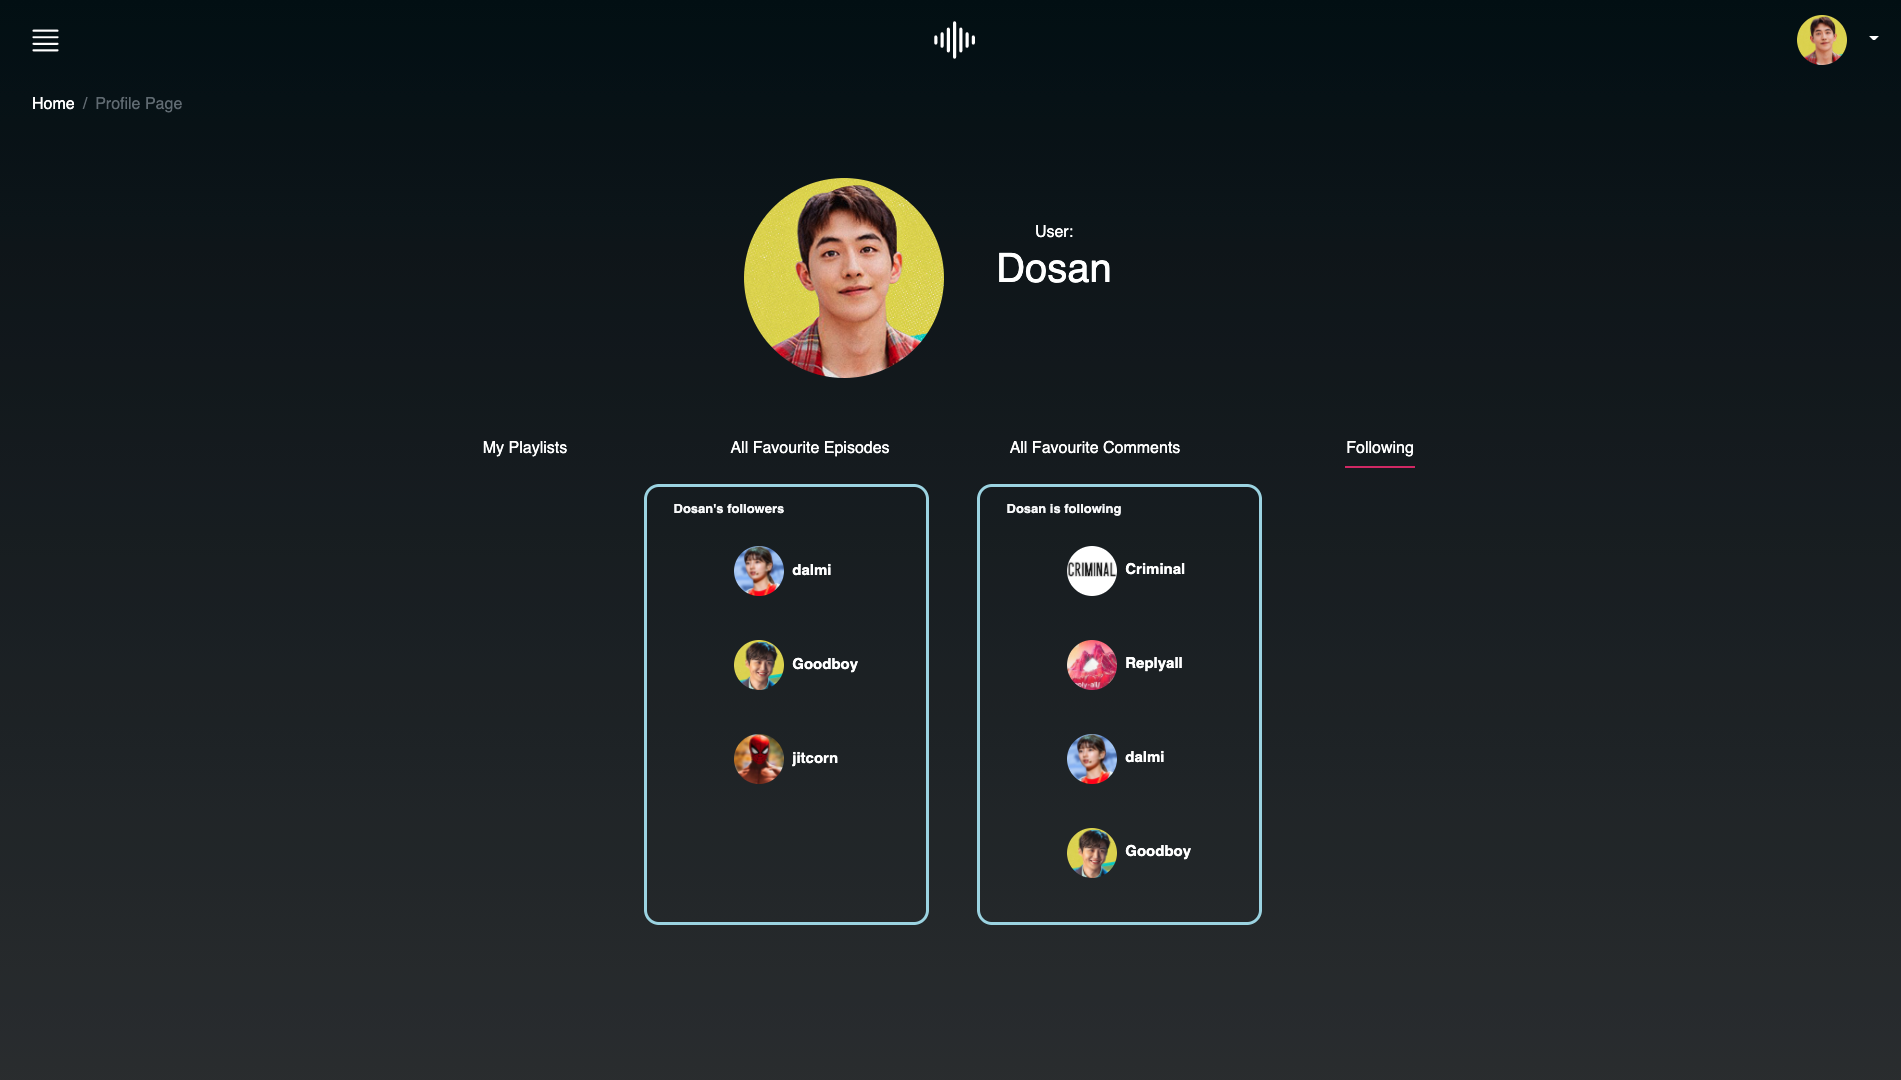 Home / Profile Page
User:
Dosan
My Playlists
All Favourite Episodes
All Favourite Comments
Following
Dosan's followers
dalmi
Goodboy
jitcorn
Dosan is following
CRIMINAL
Criminal
Replyall
dalmi
Goodboy